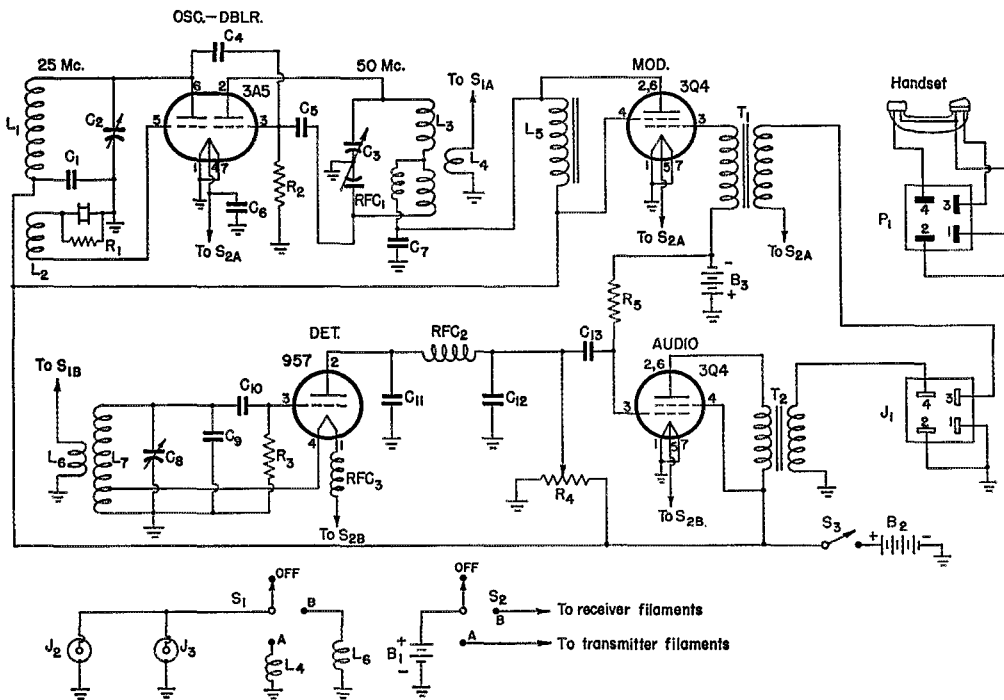 OSC.-DBLR.
C4
25 Mc.
50 Mc.
To S1A
MOD.
Handset
6
2
3A5
2,6
3Q4
L1
C2
5
3
C5
L3
4
3
T1
C1
C3
L4
L5
1
4
7
R2
RFC1
1
5
7
4
3
2
1
P1
R1
C6
C7
To S2A
To S2A
To S2A
L2
R5
B3
-
+
DET.
RFC2
C13
AUDIO
957
2
2,6
3Q4
To S1B
C10
3
3
4
T2
4
3
J1
2
1
4
1
C11
C12
1
5
7
L6
L7
C8
C9
R3
RFC3
R4
To S2B
To S2B.
S3
+
B2
-
OFF
OFF
S1
B
S2
B
To receiver filaments
J2
J3
A
L4
L6
B1
+
-
A
To transmitter filaments